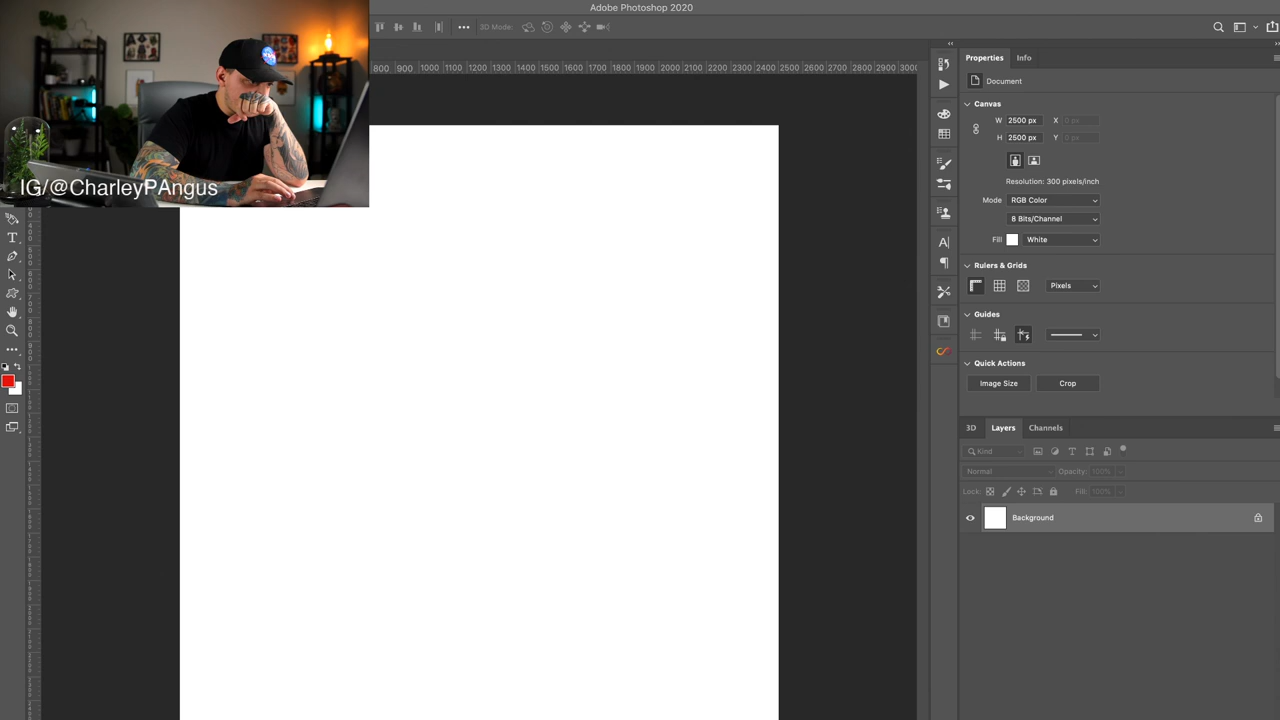 Adobe Photoshop 2020
3D Mode:
800 900 1000 1100 1200 1300 1400 1500 1600 1700 1800 1900 2000 2100 2200 2300 2400 2500 2600 2700 2800 2900 3000
IG/@CharleyPAngus
Properties Info
Document
Canvas
W 2500 px X 0 px
H 2500 px Y 0 px
Resolution: 300 pixels/inch
Mode RGB Color
8 Bits/Channel
Fill White
Rulers & Grids
Pixels
Guides
Quick Actions
Image Size Crop
3D Layers Channels
Kind
Normal Opacity: 100%
Lock: Fill: 100%
Background